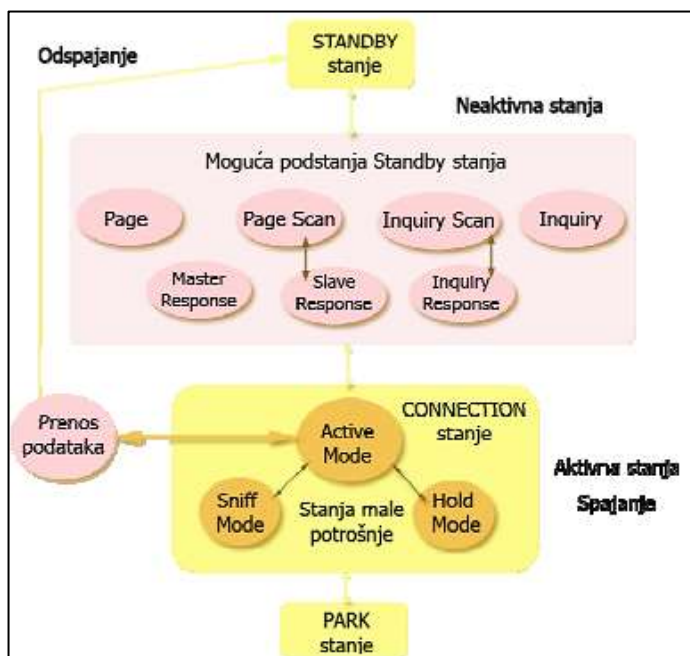 STANDBY
stanje
Odspajanje
Neaktivna stanja
Moguća podstanja Standby stanja
Page
Page Scan
Inquiry Scan
Inquiry
Master
Response
Slave
Response
Inquiry
Response
CONNECTION
stanje
Prenos
podataka
Active
Mode
Aktivna stanja
Spajanje
Sniff
Mode
Stanja male
potrošnje
Hold
Mode
PARK
stanje